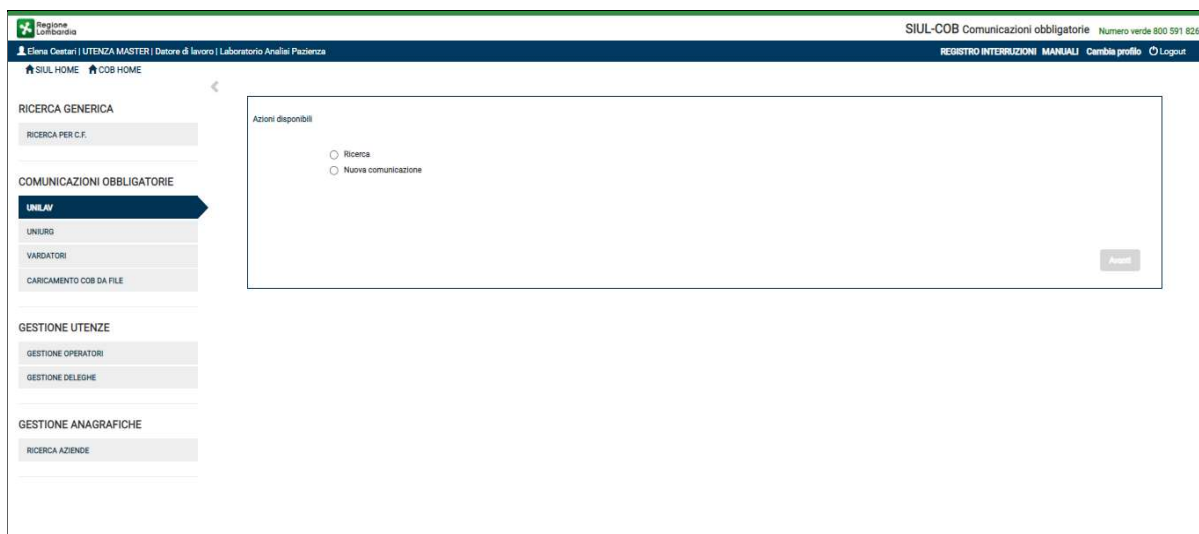 Regione
Lombardia
SIUL-COB Comunicazioni obbligatorie Numero verde 800 591 826
Elena Cestari | UTENZA MASTER | Datore di lavoro | Laboratorio Analisi Pazienza
REGISTRO INTERRUZIONI MANUALI Cambia profilo Logout
SIUL HOME COB HOME
RICERCA GENERICA
RICERCA PER C.F.
COMUNICAZIONI OBBLIGATORIE
UNILAV
UNIURG
VARDATORI
CARICAMENTO COB DA FILE
GESTIONE UTENZE
GESTIONE OPERATORI
GESTIONE DELEGHE
GESTIONE ANAGRAFICHE
RICERCA AZIENDE
Azioni disponibili
Ricerca
Nuova comunicazione
Avanti